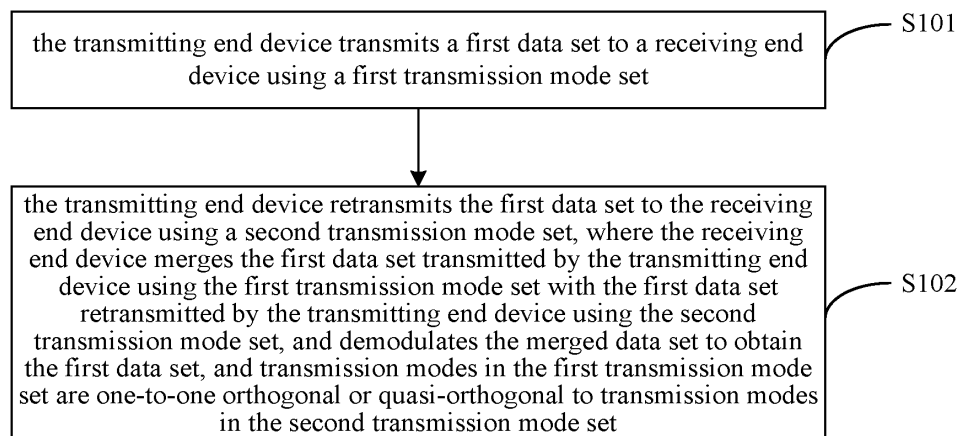 the transmitting end device transmits a first data set to a receiving end
device using a first transmission mode set
S101
the transmitting end device retransmits the first data set to the receiving
end device using a second transmission mode set, where the receiving
end device merges the first data set transmitted by the transmitting end
device using the first transmission mode set with the first data set
retransmitted by the transmitting end device using the second
transmission mode set, and demodulates the merged data set to obtain
the first data set, and transmission modes in the first transmission mode
set are one-to-one orthogonal or quasi-orthogonal to transmission modes
in the second transmission mode set
S102